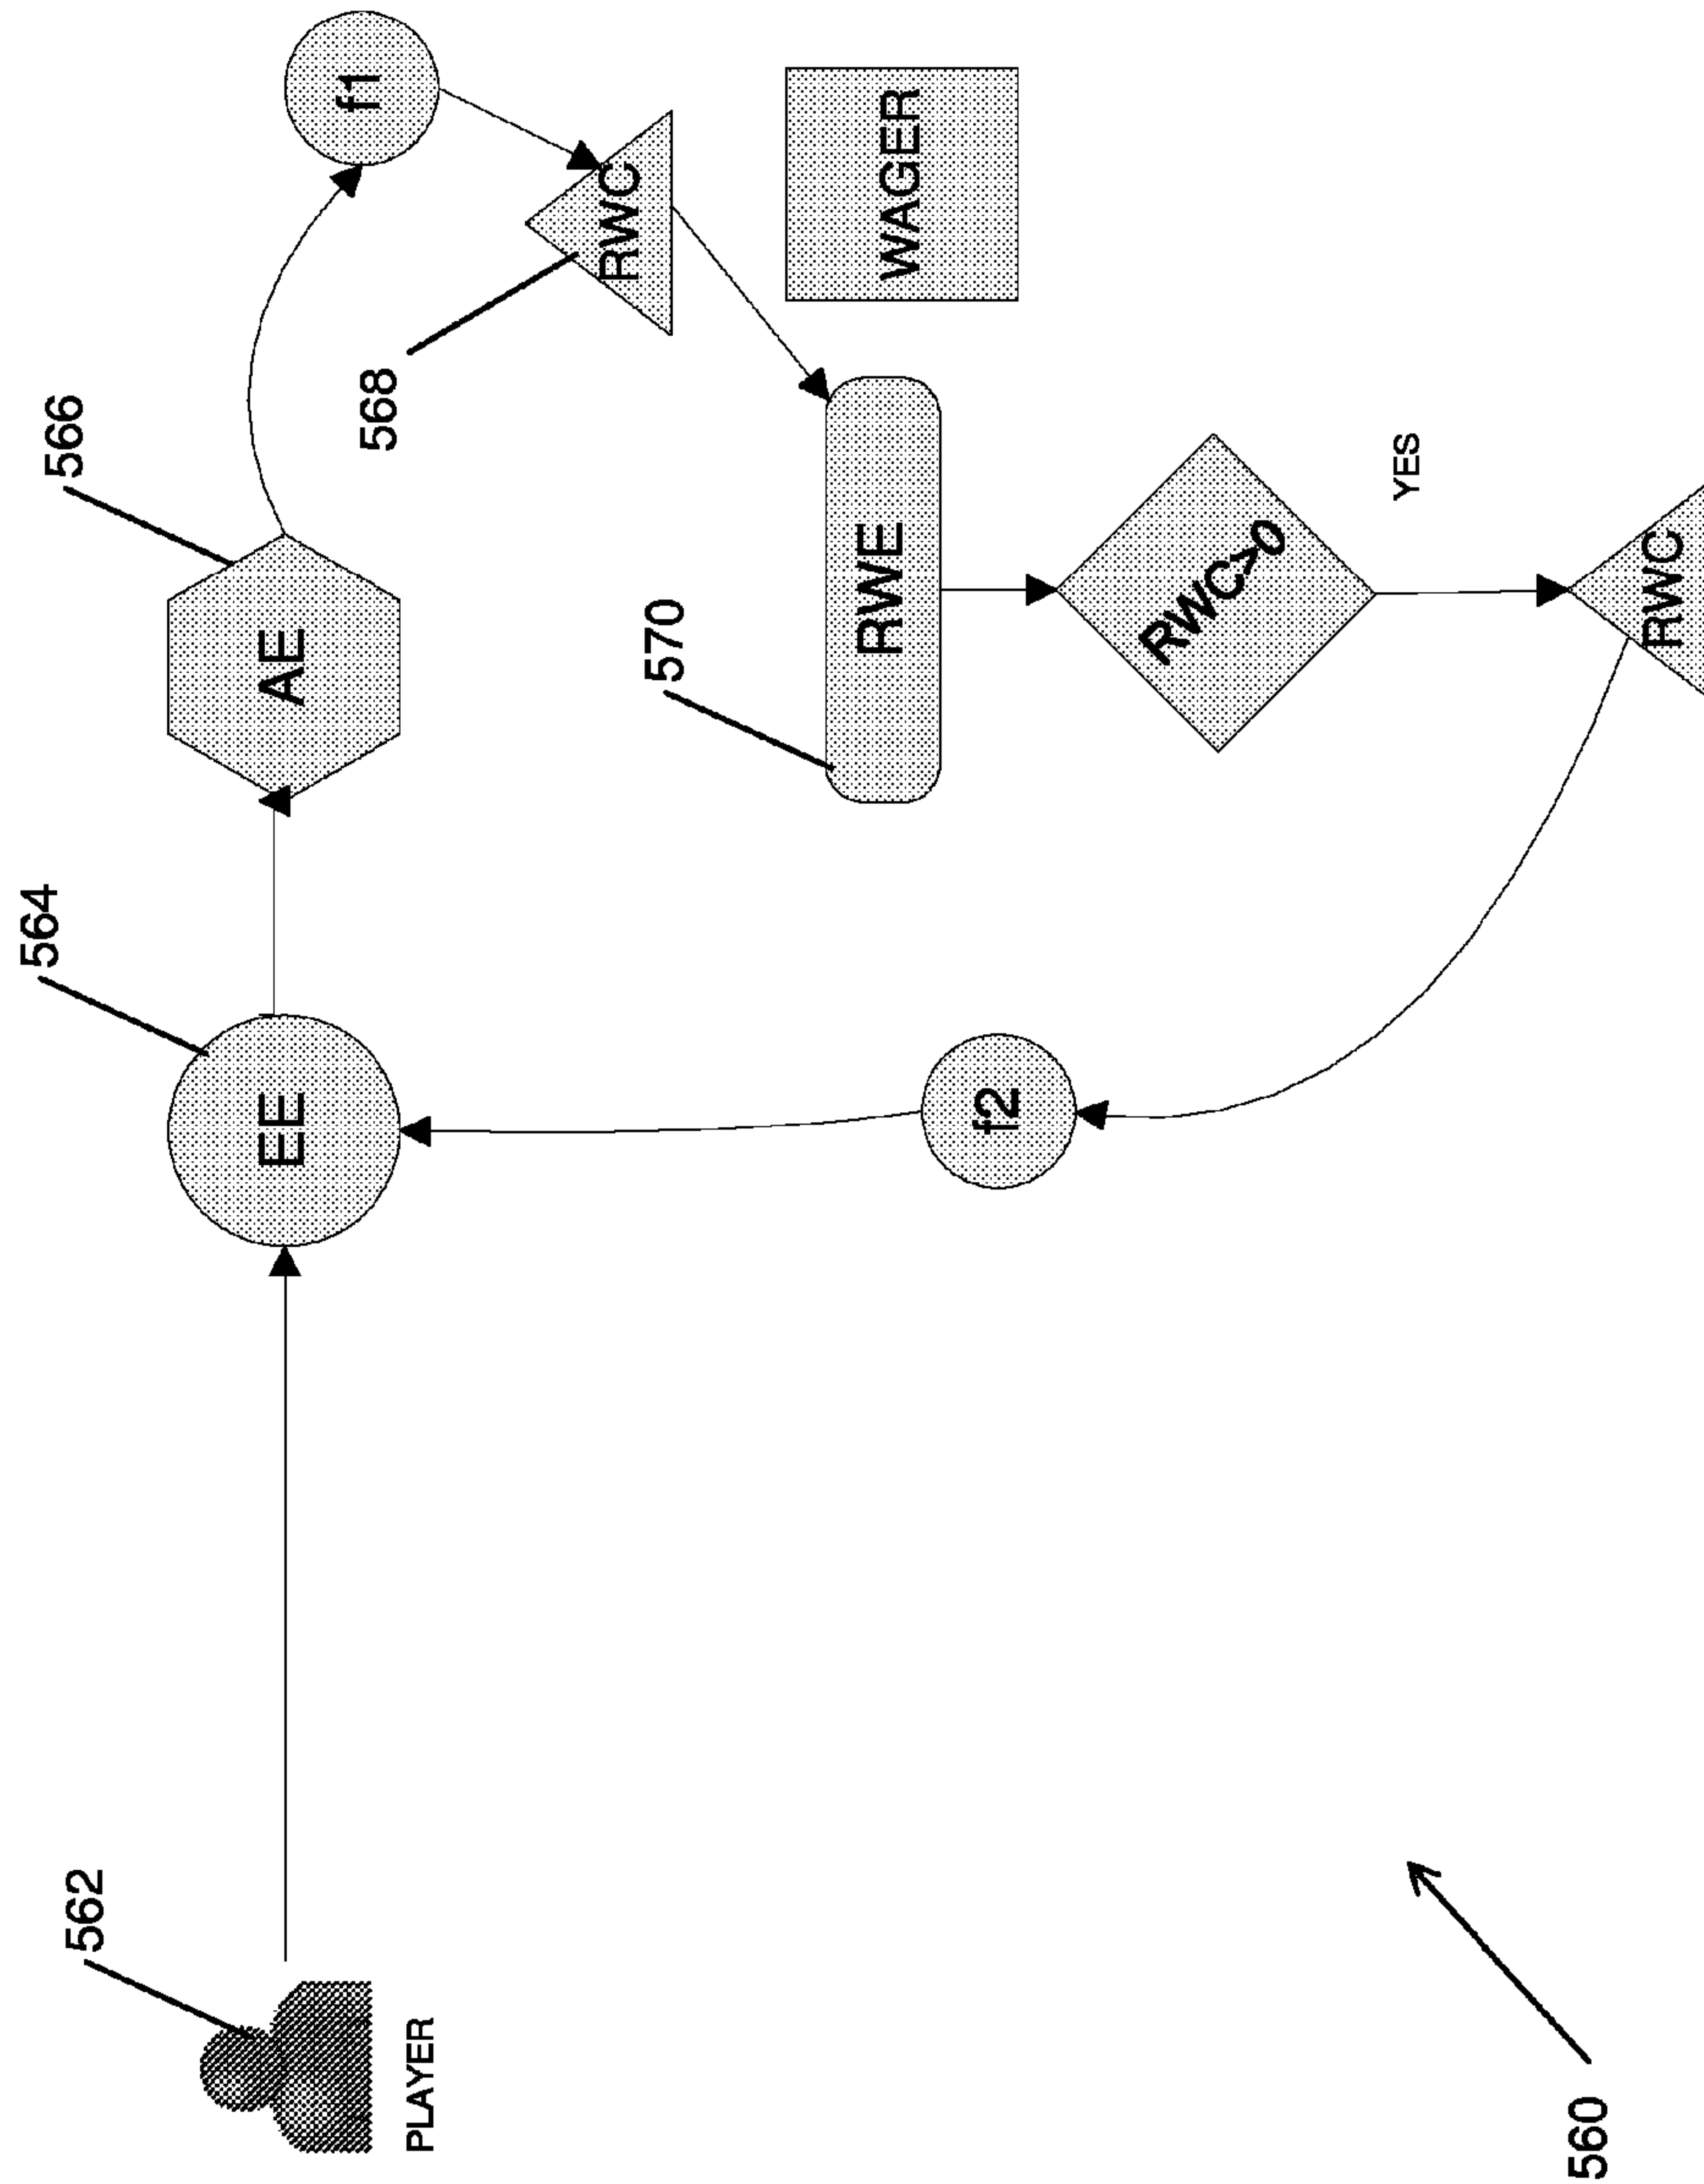 562
PLAYER
564
EE
566
AE
f1
568
RWC
WAGER
570
RWE
RWC>0
YES
RWC
f2
560